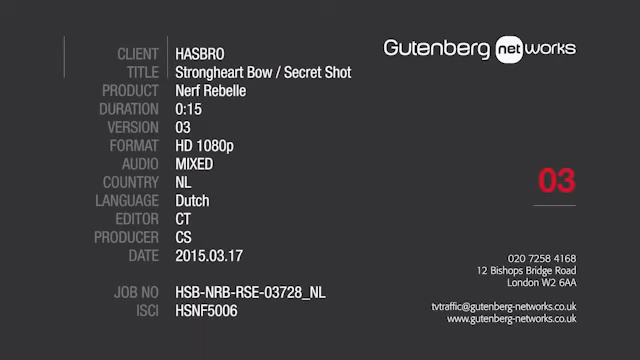 CLIENT HASBRO
TITLE Strongheart Bow / Secret Shot
PRODUCT Nerf Rebelle
DURATION 0:15
VERSION 03
FORMAT HD 1080p
AUDIO MIXED
COUNTRY NL
LANGUAGE Dutch
EDITOR CT
PRODUCER CS
DATE 2015.03.17
JOB NO HSB-NRB-RSE-03728_NL
ISCI HSNF5006
Gutenberg networks
03
020 7258 4168
12 Bishops Bridge Road
London W2 6AA
tvtraffic@gutenberg-networks.co.uk
www.gutenberg-networks.co.uk